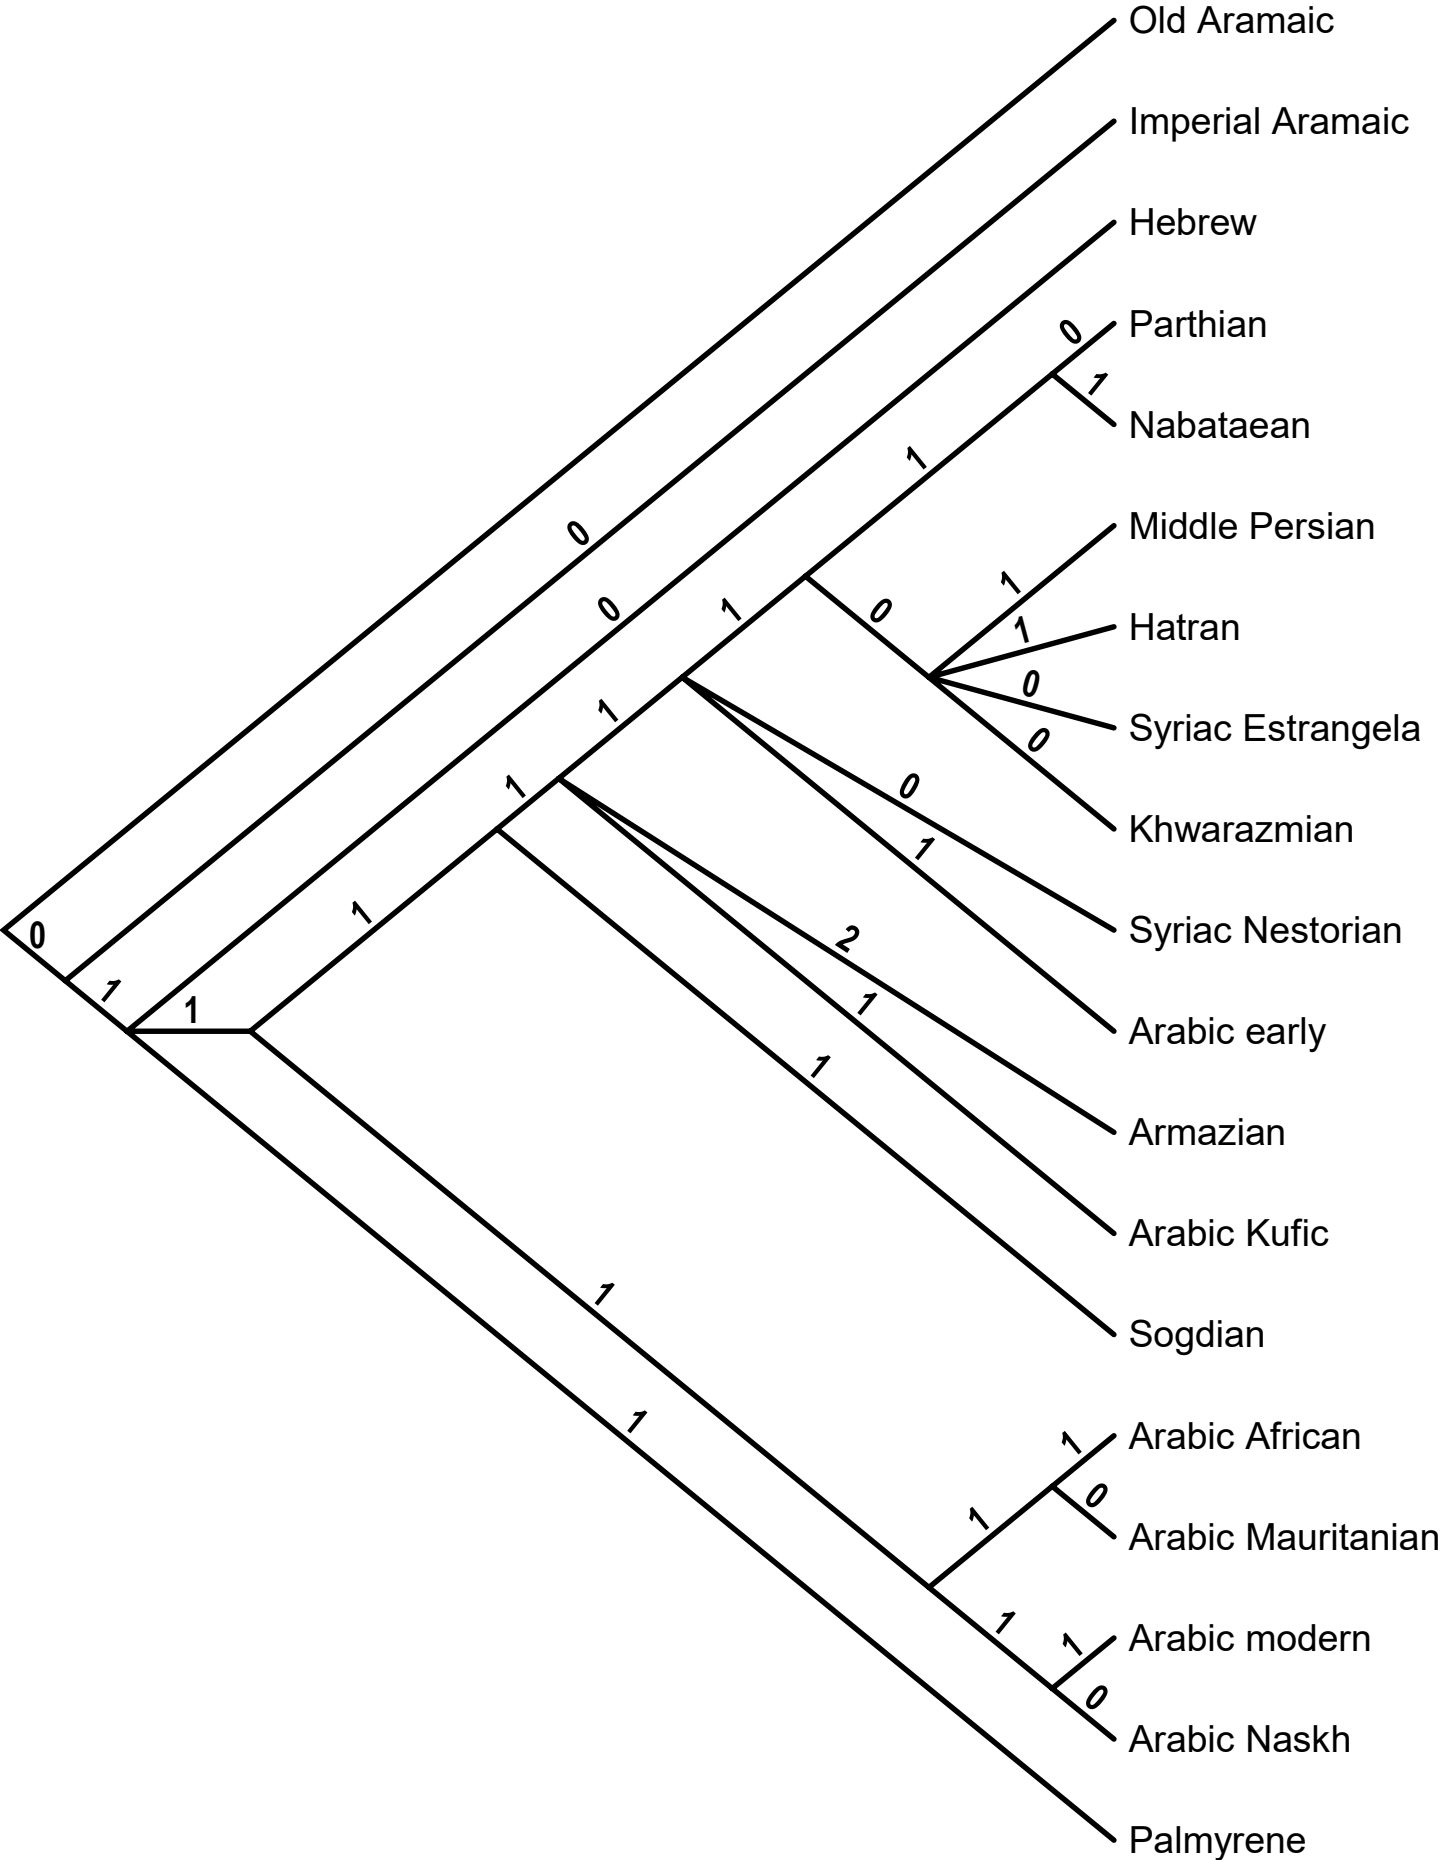 Old Aramaic
Imperial Aramaic
Hebrew
0
Parthian
1
Nabataean
1
0
Middle Persian
1
0
1
Hatran
1
0
0
Syriac Estrangela
1
0
Khwarazmian
1
0
1
Syriac Nestorian
1
0
2
1
1
1
Arabic early
1
Armazian
1
Arabic Kufic
1
Sogdian
1
1
Arabic African
1
0
Arabic Mauritanian
1
1
1
Arabic modern
0
Arabic Naskh
Palmyrene